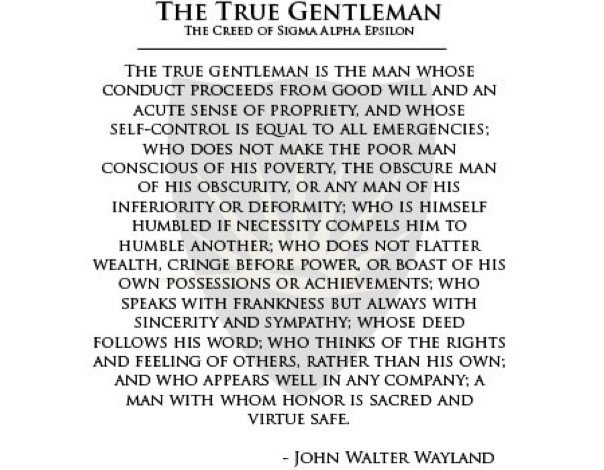 The True Gentleman
The Creed of Sigma Alpha Epsilon
The true gentleman is the man whose
conduct proceeds from good will and an
acute sense of propriety, and whose
self-control is equal to all emergencies;
who does not make the poor man
conscious of his poverty, the obscure man
of his obscurity, or any man of his
inferiority or deformity; who is himself
humbled if necessity compels him to
humble another; who does not flatter
wealth, cringe before power, or boast of his
own possessions or achievements; who
speaks with frankness but always with
sincerity and sympathy; whose deed
follows his word; who thinks of the rights
and feeling of others, rather than his own;
and who appears well in any company; a
man with whom honor is sacred and
virtue safe.
- John Walter Wayland